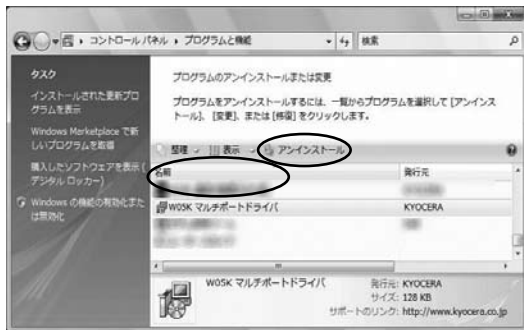 コントロール パネル ▸ プログラムと機能
検索
タスク
インストールされた更新プロ
グラムを表示
Windows Marketplace で新
しいプログラムを取得
購入したソフトウェアを表示 (
デジタル ロッカー)
Windows の機能の有効化また
は無効化
プログラムのアンインストールまたは変更
プログラムをアンインストールするには、一覧からプログラムを選択して [アンインス
トール]、[変更]、または [修復] をクリックします。
整理 表示 アンインストール
名前 発行元
W05K マルチポートドライバ KYOCERA
W05K マルチポートドライバ 発行元: KYOCERA
サイズ: 128 KB
サポートのリンク: http://www.kyocera.co.jp